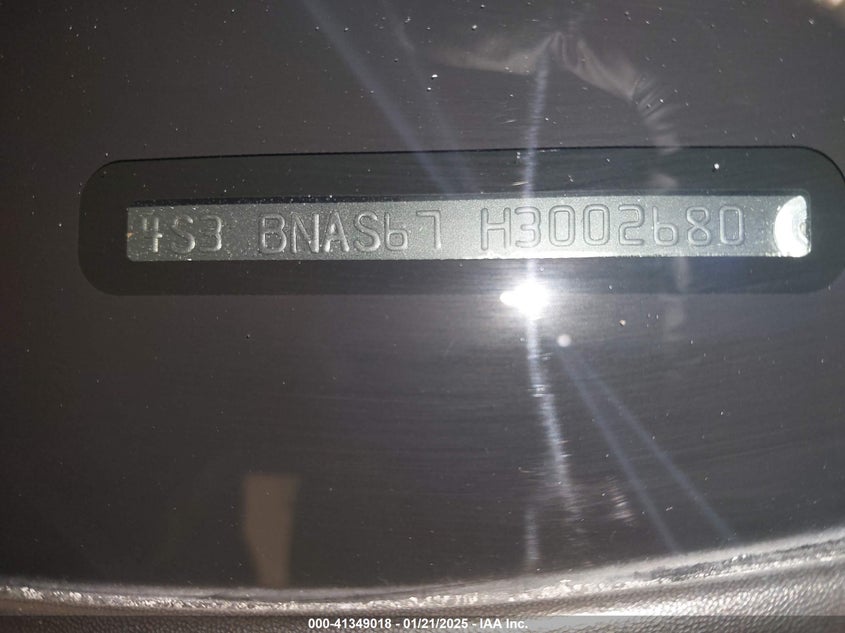 4S3 BNAS67 H3002680
000-41349018 - 01/21/2025 - IAA Inc.